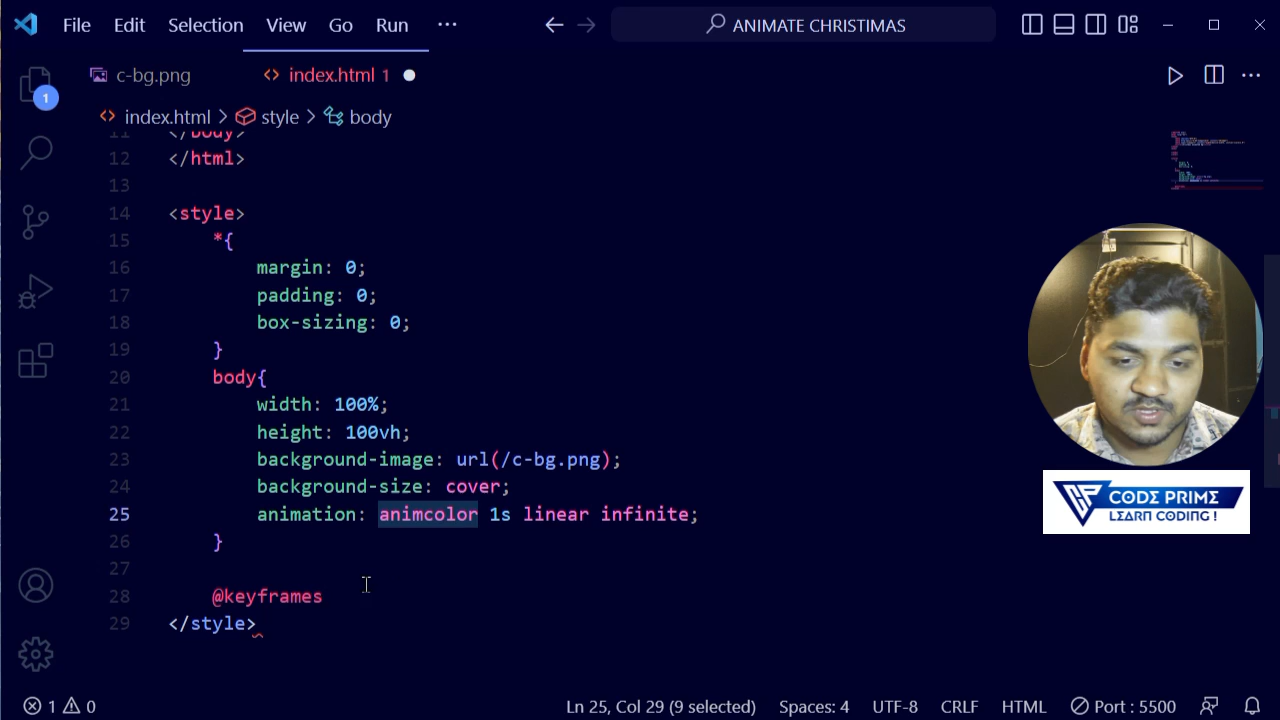 File Edit Selection View Go Run ... ANIMATE CHRISTMAS
c-bg.png index.html 1
index.html > style > body
1
11 </body>
12 </html>
13
14 <style>
15 *{
16 margin: 0;
17 padding: 0;
18 box-sizing: 0;
19 }
20 body{
21 width: 100%;
22 height: 100vh;
23 background-image: url(/c-bg.png);
24 background-size: cover;
25 animation: animcolor 1s linear infinite;
26 }
27
28 @keyframes
29 </style>
CODE PRIME
LEARN CODING !
1 0 Ln 25, Col 29 (9 selected) Spaces: 4 UTF-8 CRLF HTML Port : 5500